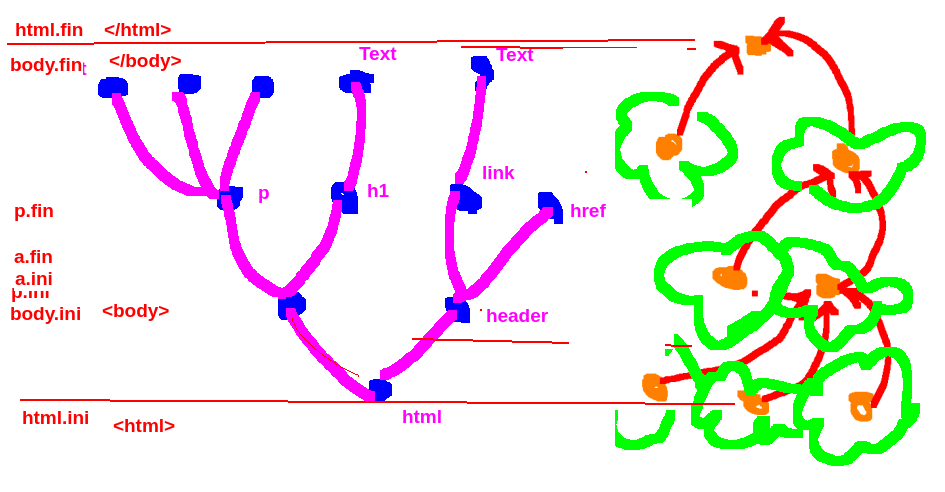 html.fin </html>
body.fin </body>
Text
Text
link
p
h1
href
p.fin
a.fin
a.ini
body.ini <body>
header
html
html.ini <html>